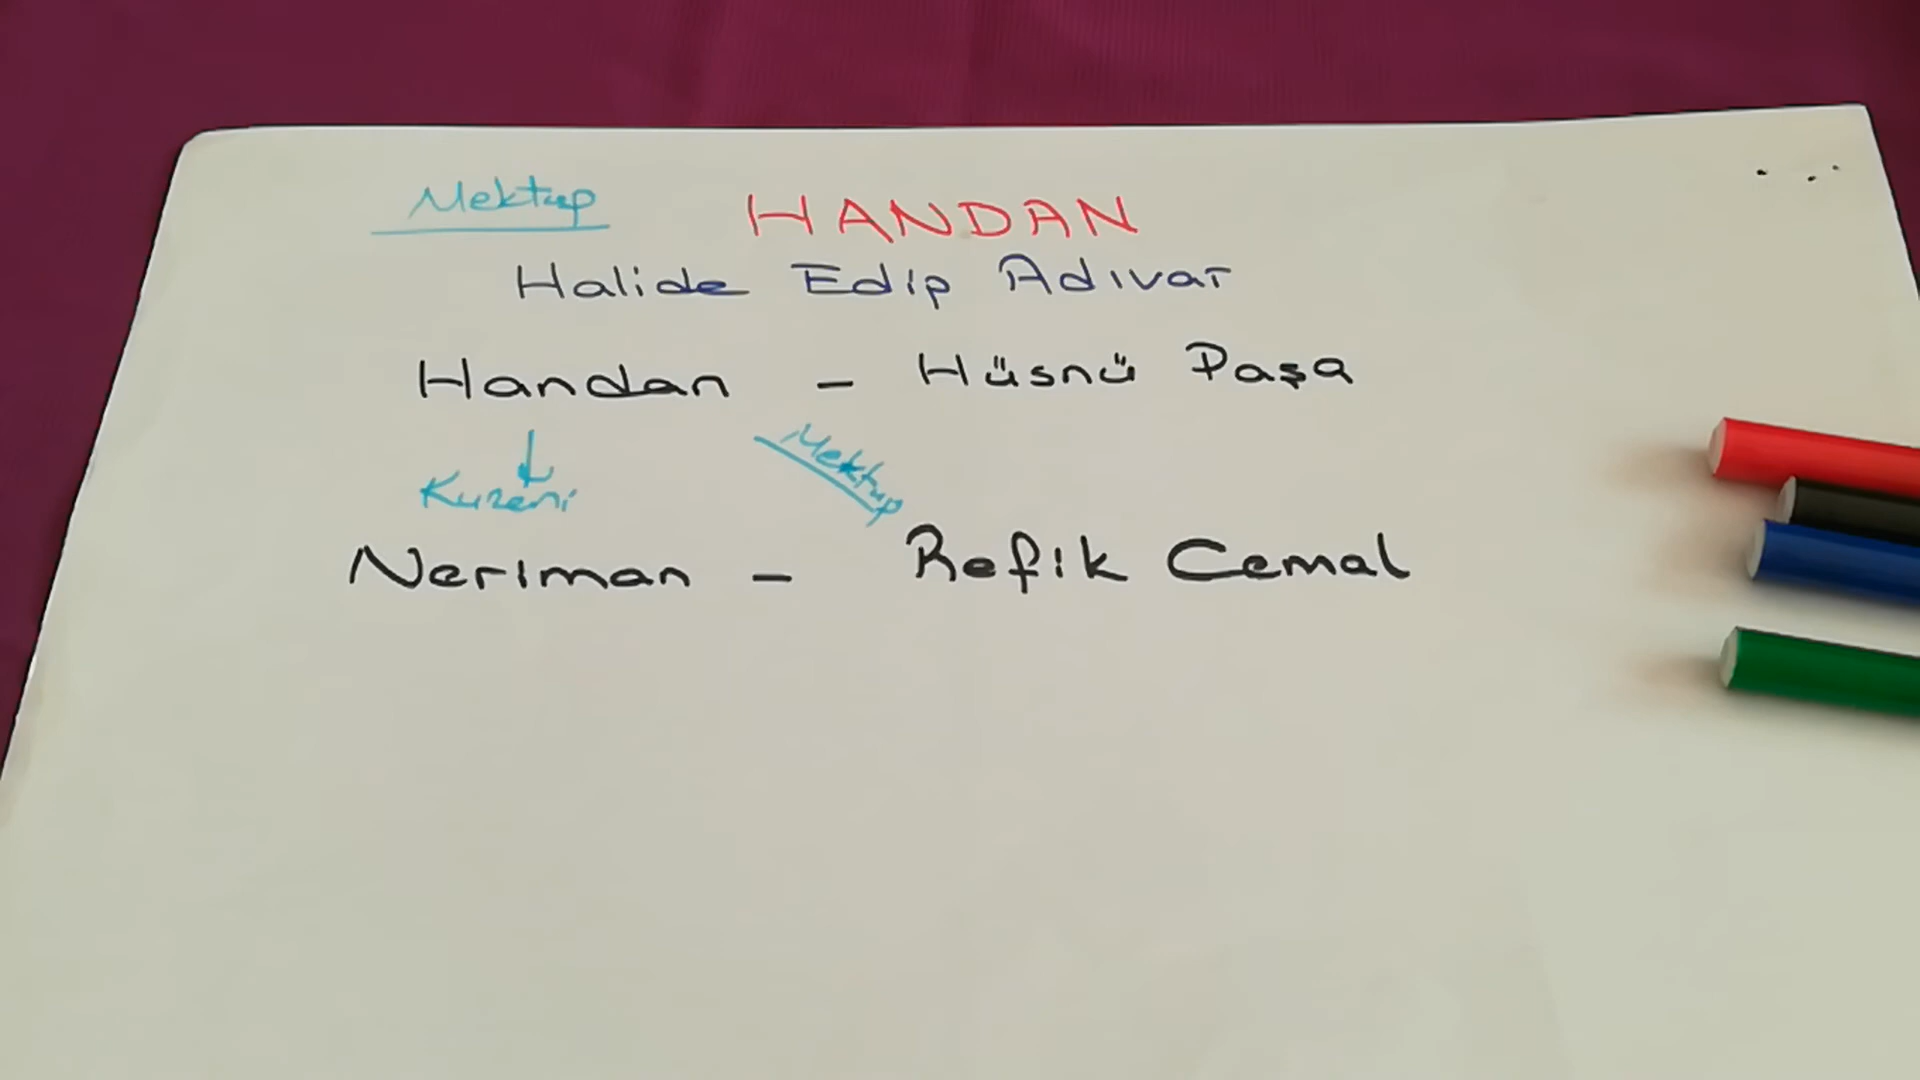 Mektup HANDAN
Halide Edip Adıvar
Handan - Hüsnü Paşa
Kuzeni Mektup
Neriman - Refik Cemal